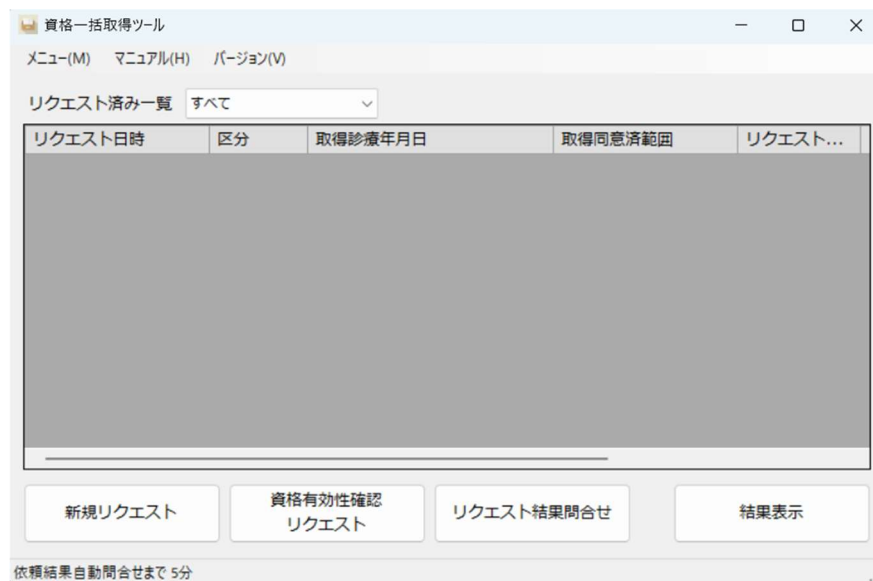 資格一括取得ツール
メニュー(M) マニュアル(H) バージョン(V)
リクエスト済み一覧 すべて
リクエスト日時 区分 取得診療年月日 取得同意済範囲 リクエスト...
新規リクエスト
資格有効性確認
リクエスト
リクエスト結果問合せ
結果表示
依頼結果自動問合せまで 5分